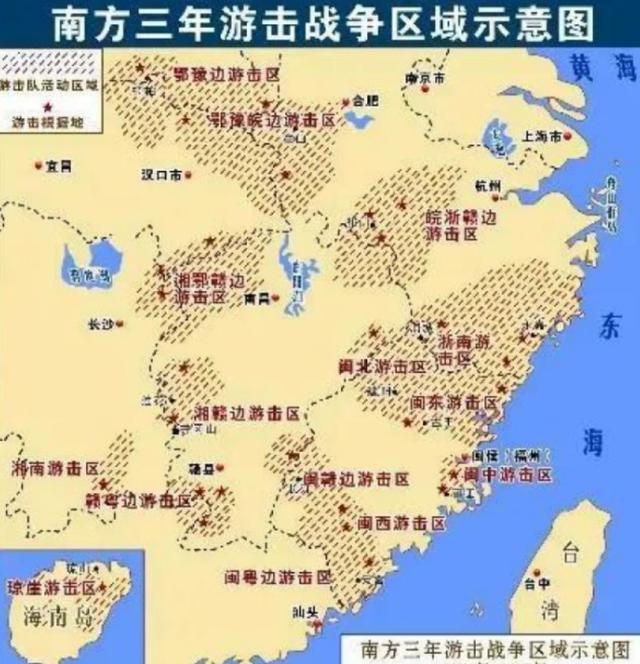 南方三年游击战争区域示意图
游击队活动区域
游击根据地
黄海
鄂豫边游击区
南京市
合肥
鄂豫皖边游击区
上海市
宜昌
汉口市
杭州
舟山群岛
皖浙赣边
游击区
湘鄂赣边
游击区
南昌
长沙
东海
浙南游
击区
闽北游击区
闽东游击区
湘赣边游击区
井冈山
闽侯(福州)
闽中游击区
湘南游击区
赣县
闽赣边游击区
赣粤边游击区
闽西游击区
闽粤边游击区
琼山
琼崖游击区
海南岛
汕头
台湾
台中
南方三年游击战争区域示意图